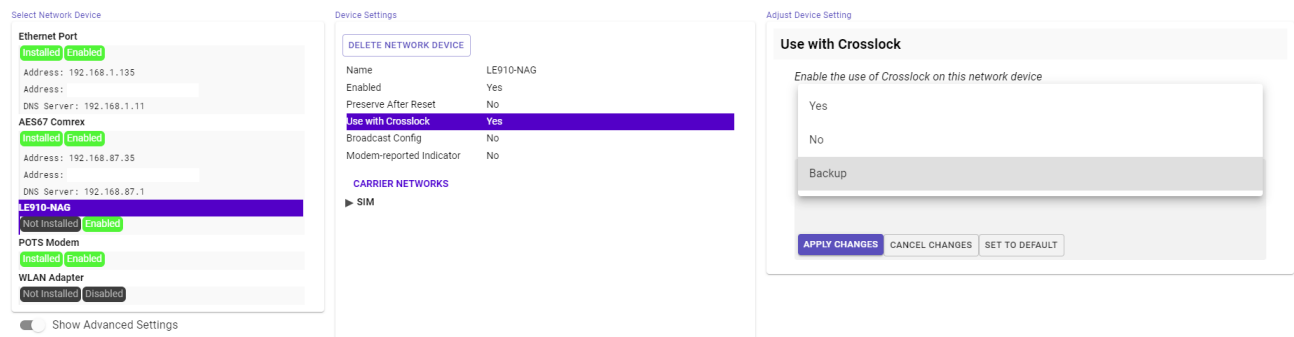 Select Network Device
Ethernet Port
Installed Enabled
Address: 192.168.1.135
Address:
DNS Server: 192.168.1.11
AES67 Comrex
Installed Enabled
Address: 192.168.87.35
Address:
DNS Server: 192.168.87.1
LE910-NAG
Not Installed Enabled
POTS Modem
Installed Enabled
WLAN Adapter
Not Installed Disabled
Show Advanced Settings
Device Settings
DELETE NETWORK DEVICE
Name LE910-NAG
Enabled Yes
Preserve After Reset No
Use with Crosslock Yes
Broadcast Config No
Modem-reported Indicator No
CARRIER NETWORKS
SIM
Adjust Device Setting
Use with Crosslock
Enable the use of Crosslock on this network device
Yes
No
Backup
APPLY CHANGES CANCEL CHANGES SET TO DEFAULT